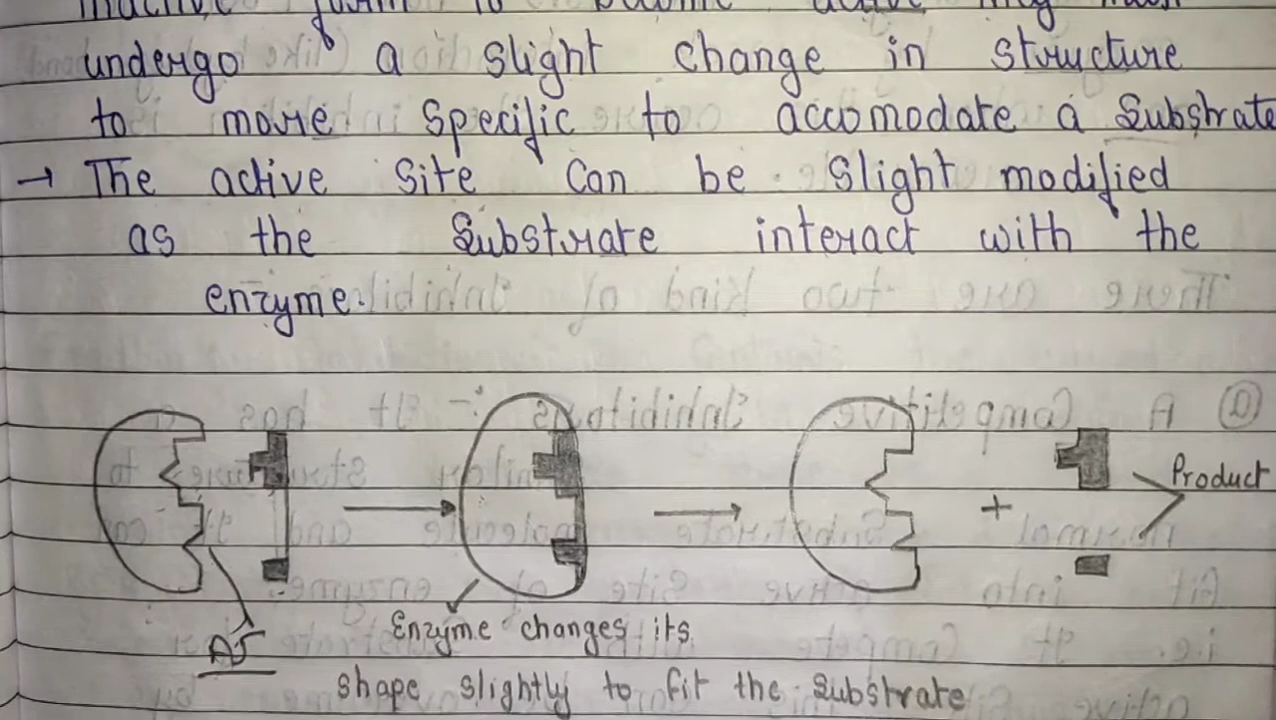 undergo a slight change in structure
to more specific to accomodate a substrate
→ The active site can be slight modified
as the substrate interact with the
enzyme.
+
Product
AS
Enzyme changes its
shape slightly to fit the substrate